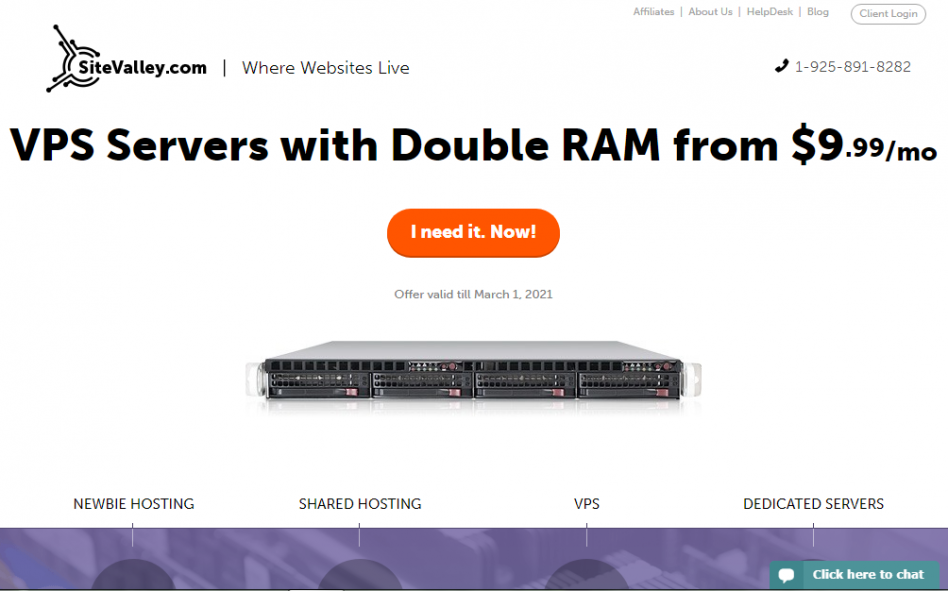 Affiliates | About Us | HelpDesk | Blog Client Login
SiteValley.com | Where Websites Live 1-925-891-8282
VPS Servers with Double RAM from $9.99/mo
I need it. Now!
Offer valid till March 1, 2021
NEWBIE HOSTING SHARED HOSTING VPS DEDICATED SERVERS
Click here to chat